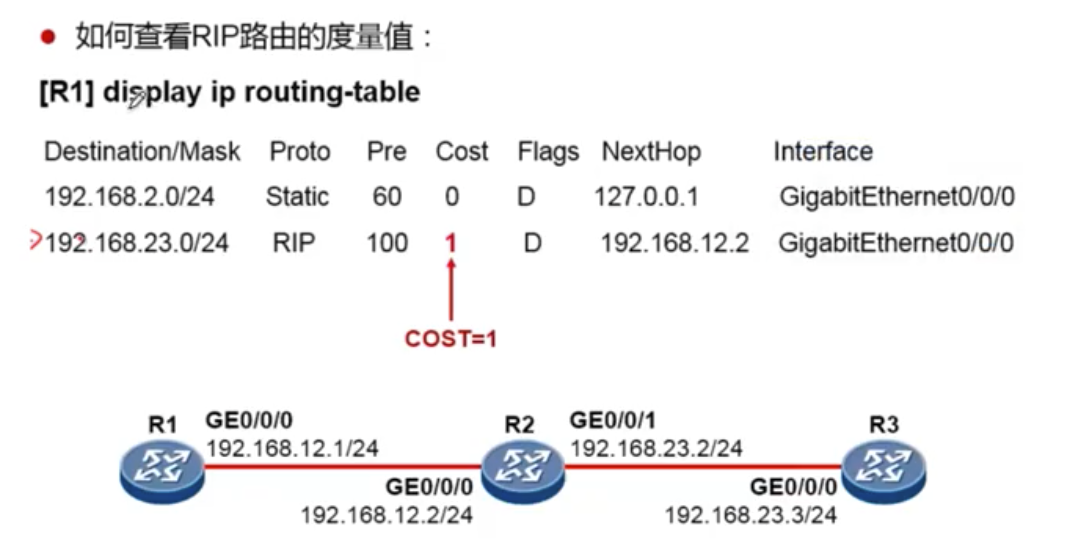 如何查看RIP路由的度量值：
[R1] display ip routing-table
Destination/Mask Proto Pre Cost Flags NextHop Interface
192.168.2.0/24 Static 60 0 D 127.0.0.1 GigabitEthernet0/0/0
192.168.23.0/24 RIP 100 1 D 192.168.12.2 GigabitEthernet0/0/0
COST=1
R1 GE0/0/0 R2 GE0/0/1 R3
192.168.12.1/24 192.168.23.2/24
GE0/0/0 GE0/0/0
192.168.12.2/24 192.168.23.3/24